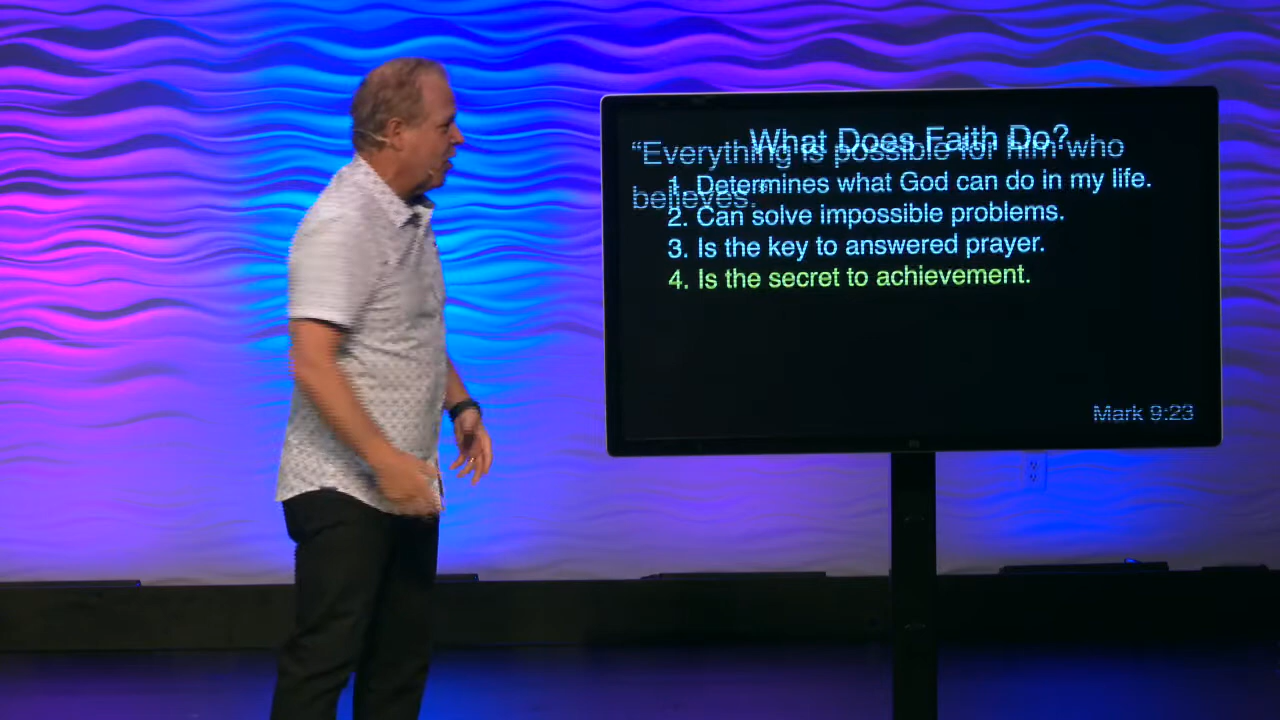 What Does Faith Do?
“Everything is possible for him who
believes.”
1. Determines what God can do in my life.
2. Can solve impossible problems.
3. Is the key to answered prayer.
4. Is the secret to achievement.
Mark 9:23